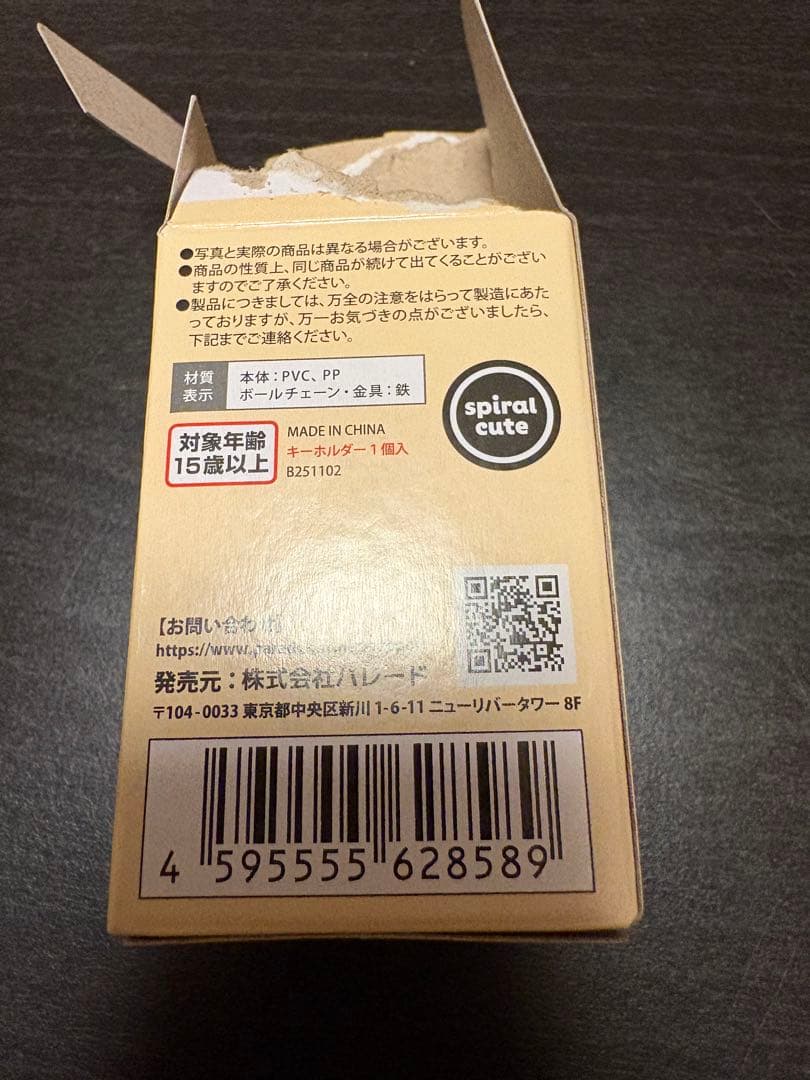 ●写真と実際の商品は異なる場合がございます。
●商品の性質上、同じ商品が続けて出てくることがござい
ますのでご了承ください。
●製品につきましては、万全の注意をはらって製造にあた
っておりますが、万一お気づきの点がございましたら、
下記までご連絡ください。
材質
表示
本体：PVC、PP
ボールチェーン・金具：鉄
spiral
cute
対象年齢
15歳以上
MADE IN CHINA
キーホルダー1個入
B251102
【お問い合わせ】
https://www.
発売元：株式会社パレード
〒104-0033 東京都中央区新川 1-6-11 ニューリバータワー 8F
4 595555 628589